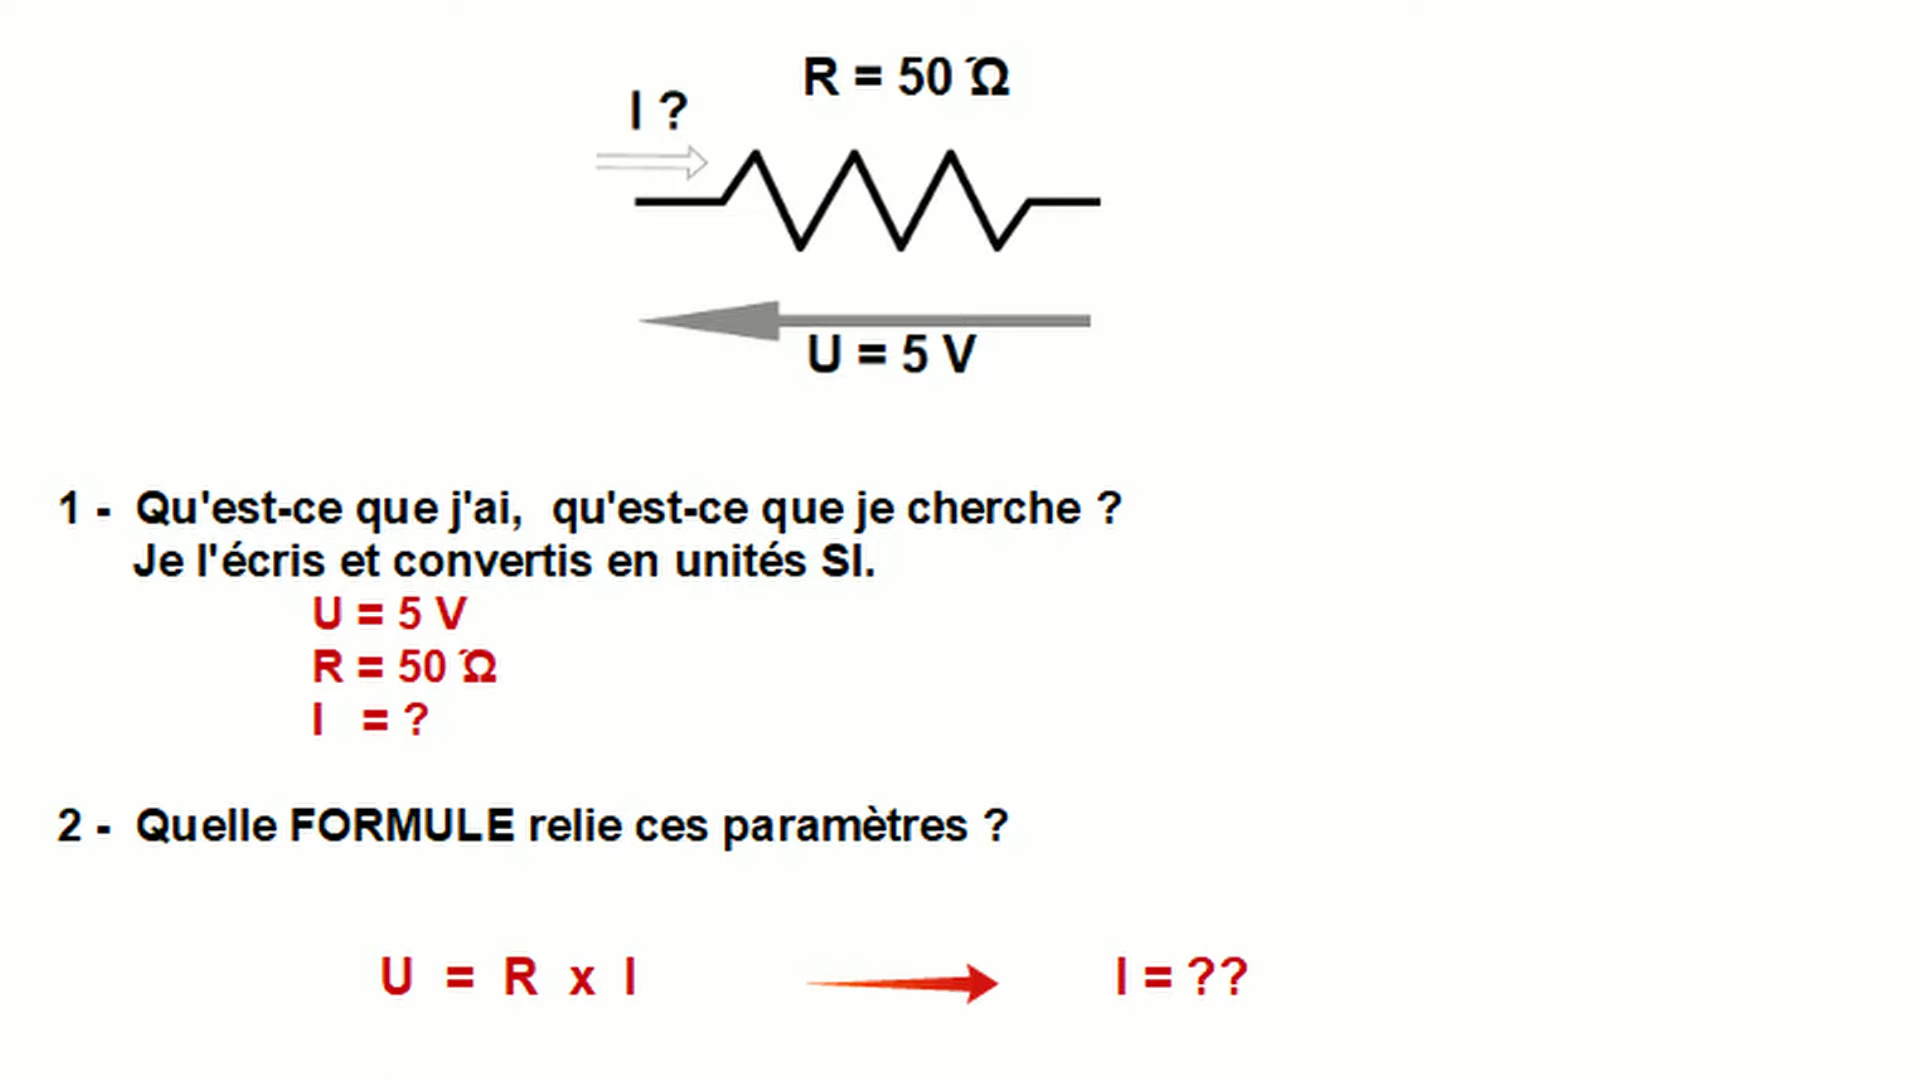 R = 50 Ω
I ?
U = 5 V
1 - Qu'est-ce que j'ai, qu'est-ce que je cherche ?
Je l'écris et convertis en unités SI.
U = 5 V
R = 50 Ω
I = ?
2 - Quelle FORMULE relie ces paramètres ?
U = R x I I = ??